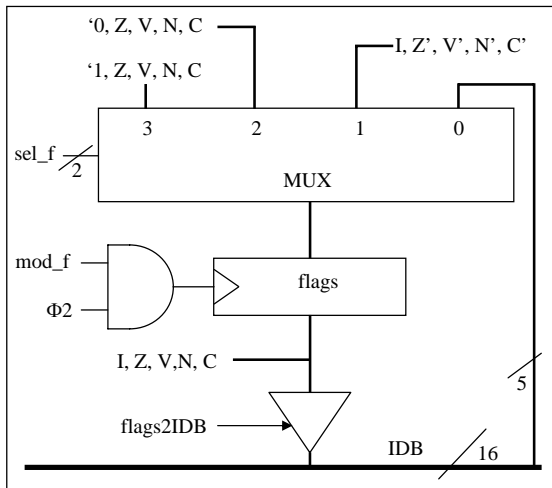 ‘0, Z, V, N, C
I, Z’, V’, N’, C’
‘1, Z, V, N, C
3 2 1 0
sel_f
2
MUX
mod_f
flags
Φ2
I, Z, V,N, C
5
flags2IDB
IDB
16